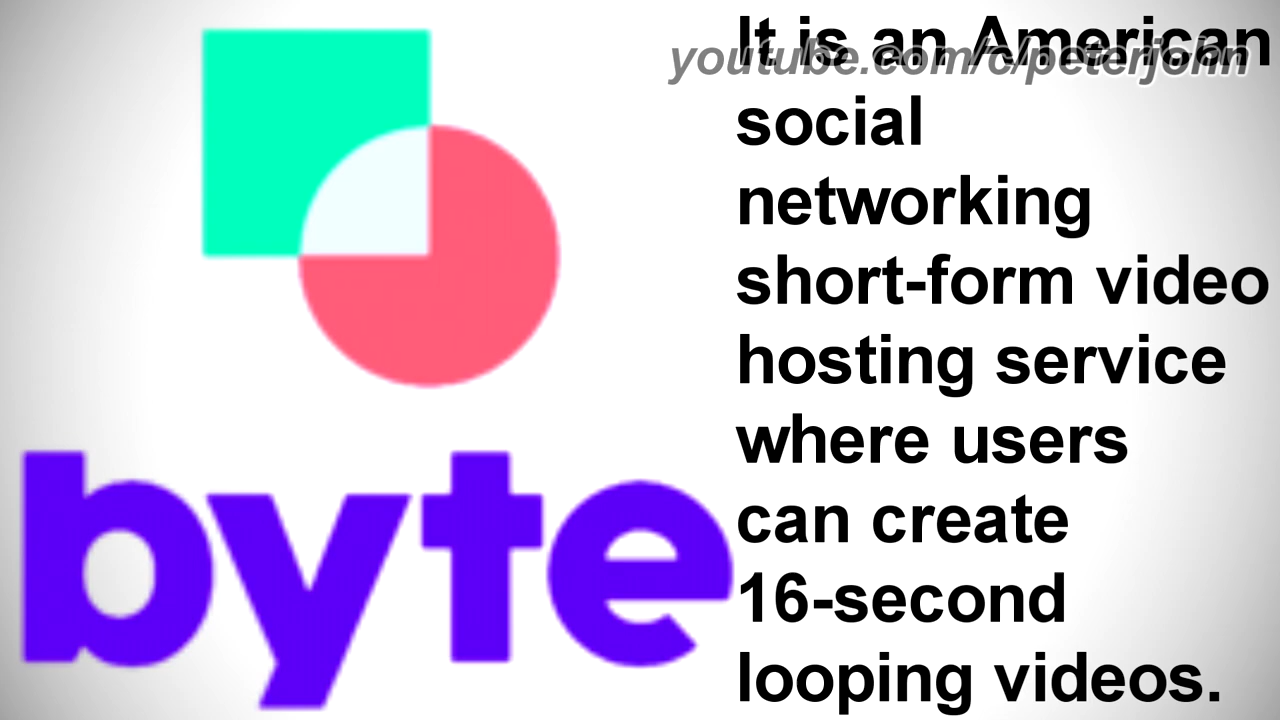 It is an American
youtube.com/c/peterjohn
social
networking
short-form video
hosting service
where users
can create
16-second
looping videos.
byte